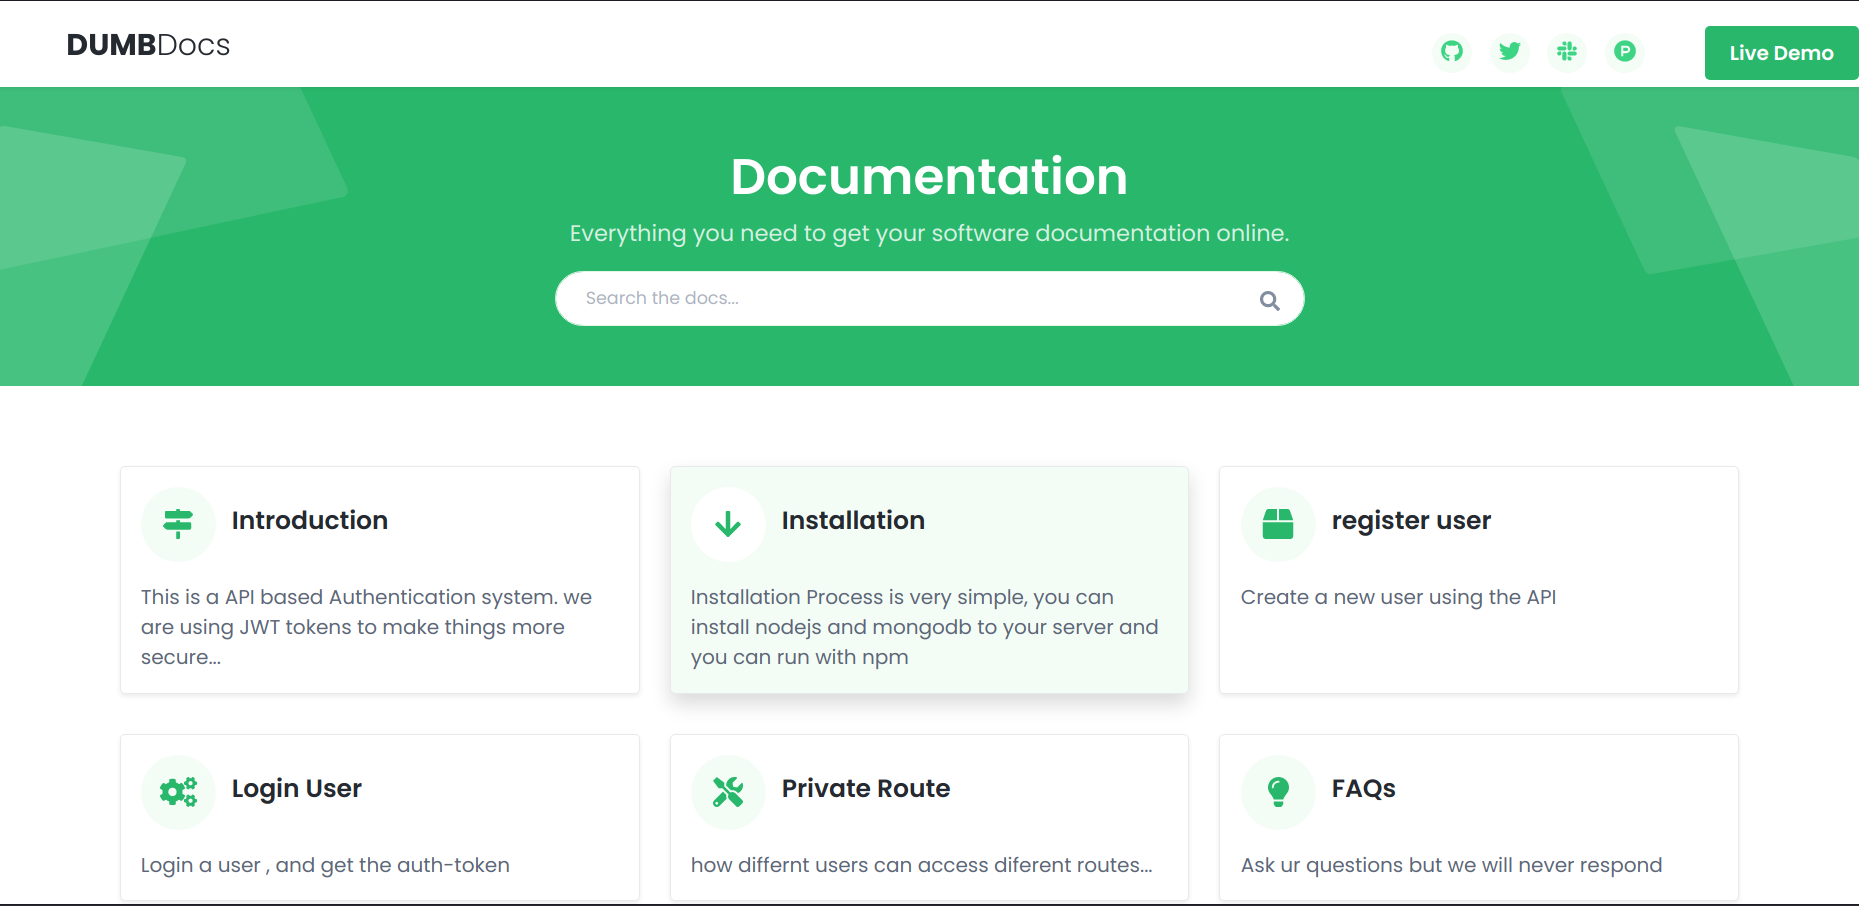 DUMBDocs
Live Demo
Documentation
Everything you need to get your software documentation online.
Search the docs...
Introduction
This is a API based Authentication system. we
are using JWT tokens to make things more
secure...
Installation
Installation Process is very simple, you can
install nodejs and mongodb to your server and
you can run with npm
register user
Create a new user using the API
Login User
Login a user , and get the auth-token
Private Route
how differnt users can access diferent routes...
FAQs
Ask ur questions but we will never respond